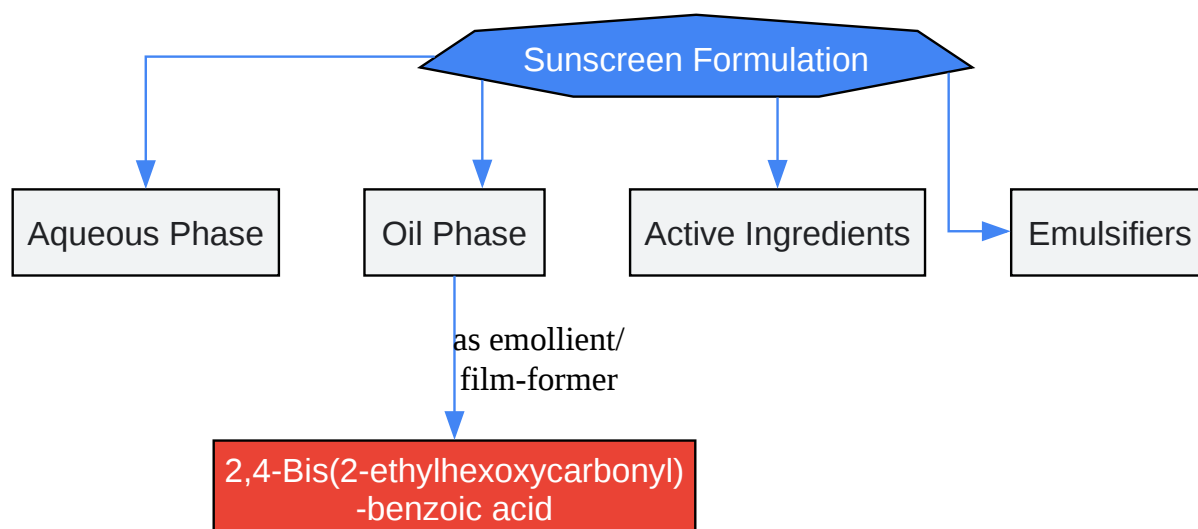 Sunscreen Formulation
Aqueous Phase
Oil Phase
Active Ingredients
Emulsifiers
as emollient/
film-former
2,4-Bis(2-ethylhexoxycarbonyl)
-benzoic acid